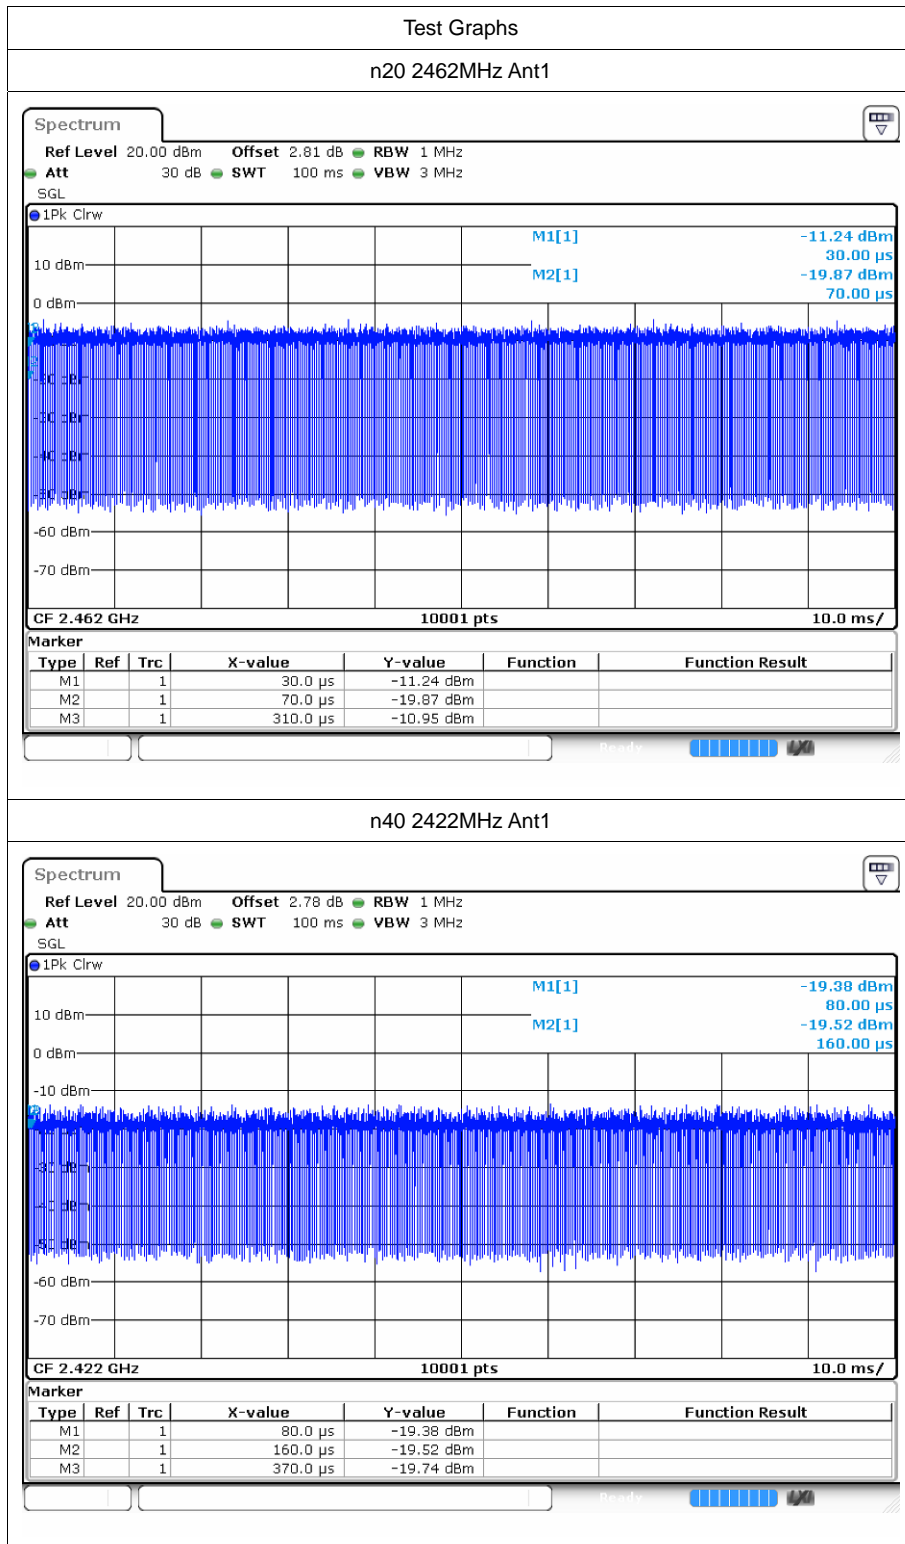 Test Graphs
n20 2462MHz Ant1
Spectrum
Ref Level 20.00 dBm Offset 2.81 dB RBW 1 MHz
Att 30 dB SWT 100 ms VBW 3 MHz
SGL
1Pk Clrw
M1[1] -11.24 dBm
30.00 µs
10 dBm
M2[1] -19.87 dBm
70.00 µs
0 dBm
-60 dBm
-70 dBm
CF 2.462 GHz 10001 pts 10.0 ms/
Marker
Type Ref Trc X-value Y-value Function Function Result
M1 1 30.0 µs -11.24 dBm
M2 1 70.0 µs -19.87 dBm
M3 1 310.0 µs -10.95 dBm
Ready
n40 2422MHz Ant1
Spectrum
Ref Level 20.00 dBm Offset 2.78 dB RBW 1 MHz
Att 30 dB SWT 100 ms VBW 3 MHz
SGL
1Pk Clrw
M1[1] -19.38 dBm
80.00 µs
10 dBm
M2[1] -19.52 dBm
160.00 µs
0 dBm
-10 dBm
-60 dBm
-70 dBm
CF 2.422 GHz 10001 pts 10.0 ms/
Marker
Type Ref Trc X-value Y-value Function Function Result
M1 1 80.0 µs -19.38 dBm
M2 1 160.0 µs -19.52 dBm
M3 1 370.0 µs -19.74 dBm
Ready